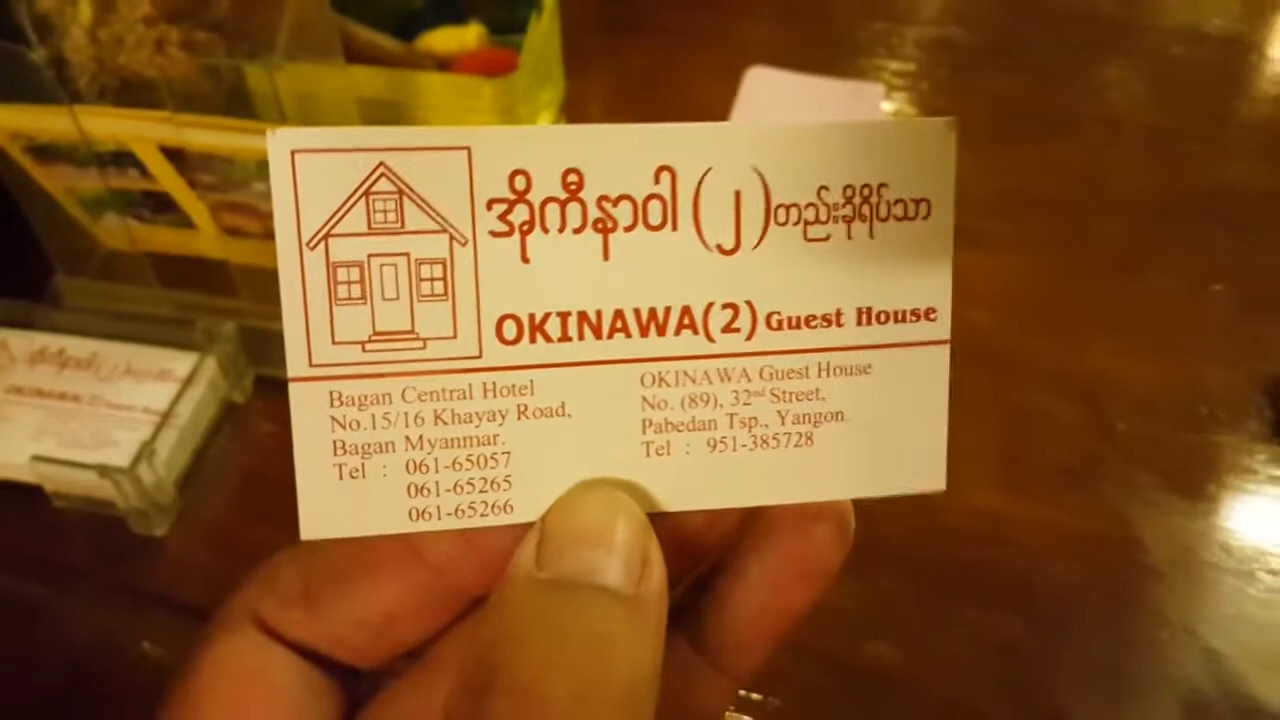 အိုကီနာဝါ (၂) တည်းခိုရိပ်သာ
OKINAWA(2) Guest House
Bagan Central Hotel
No.15/16 Khayay Road,
Bagan Myanmar.
Tel : 061-65057
061-65265
061-65266
OKINAWA Guest House
No. (89), 32nd Street,
Pabedan Tsp., Yangon.
Tel : 951-385728